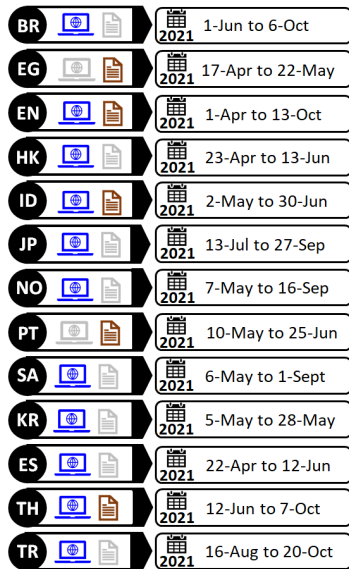 BR 2021 1-Jun to 6-Oct
EG 2021 17-Apr to 22-May
EN 2021 1-Apr to 13-Oct
HK 2021 23-Apr to 13-Jun
ID 2021 2-May to 30-Jun
JP 2021 13-Jul to 27-Sep
NO 2021 7-May to 16-Sep
PT 2021 10-May to 25-Jun
SA 2021 6-May to 1-Sept
KR 2021 5-May to 28-May
ES 2021 22-Apr to 12-Jun
TH 2021 12-Jun to 7-Oct
TR 2021 16-Aug to 20-Oct